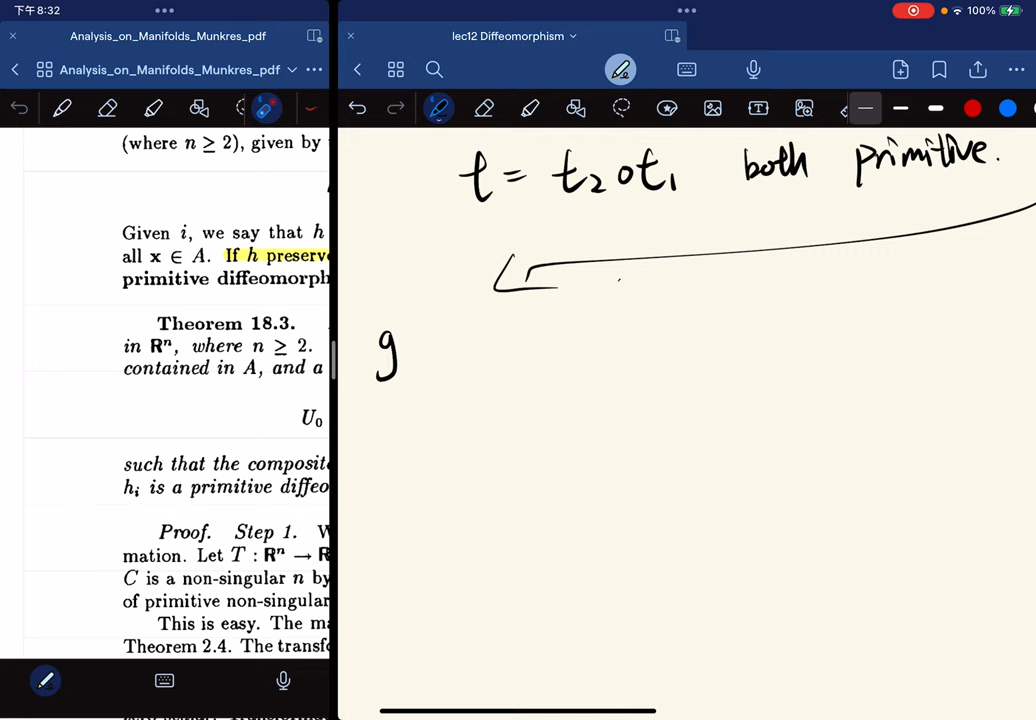 下午8:32
100%
Analysis_on_Manifolds_Munkres_pdf
lec12 Diffeomorphism
Analysis_on_Manifolds_Munkres_pdf
(where n ≥ 2), given by
Given i, we say that h
all x ∈ A. If h preserv
primitive diffeomorph
Theorem 18.3.
in Rⁿ, where n ≥ 2.
contained in A, and a
U₀
such that the composit
hᵢ is a primitive diffeo
Proof. Step 1. W
mation. Let T : Rⁿ → R
C is a non-singular n by
of primitive non-singular
This is easy. The ma
Theorem 2.4. The transf
t = t₂ o t₁ both primitive.
g